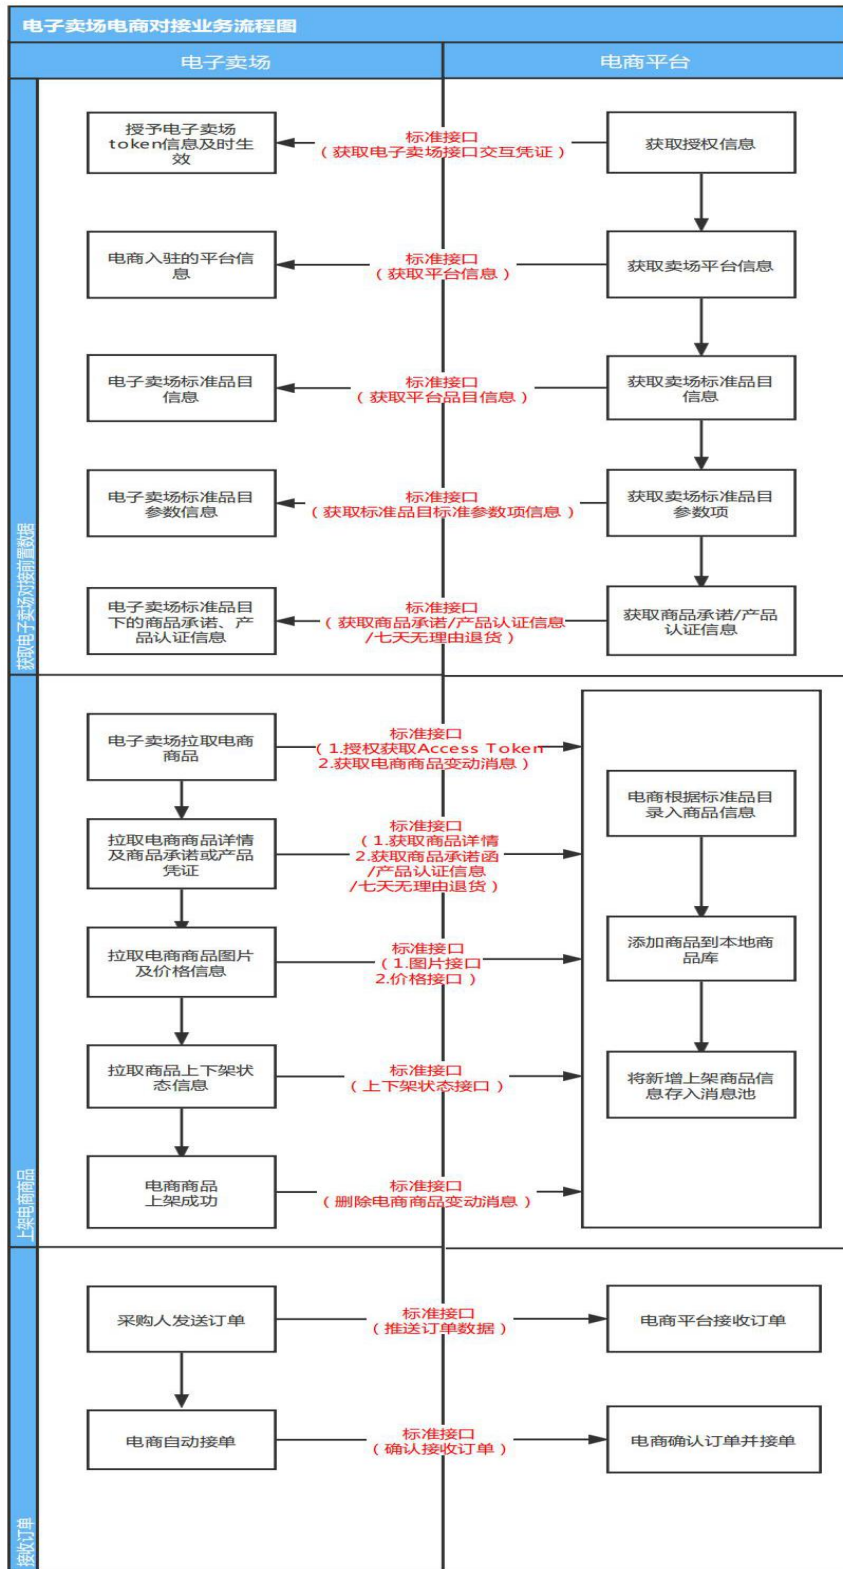 电子卖场电商对接业务流程图
电子卖场
电商平台
获取电子卖场对接前置数据
授予电子卖场
token信息及时生
效
标准接口
（获取电子卖场接口交互凭证）
获取授权信息
电商入驻的平台信
息
标准接口
（获取平台信息）
获取卖场平台信息
电子卖场标准品目
信息
标准接口
（获取平台品目信息）
获取卖场标准品目
信息
电子卖场标准品目
参数信息
标准接口
（获取标准品目标准参数项信息）
获取卖场标准品目
参数项
电子卖场标准品目
下的商品承诺、产
品认证信息
标准接口
（获取商品承诺/产品认证信息
/七天无理由退货）
获取商品承诺/产品
认证信息
上架电商商品
电子卖场拉取电商
商品
标准接口
（1.授权获取Access Token
2.获取电商商品变动消息）
拉取电商商品详情
及商品承诺或产品
凭证
标准接口
（1.获取商品详情
2.获取商品承诺函
/产品认证信息
/七天无理由退货）
拉取电商商品图片
及价格信息
标准接口
（1.图片接口
2.价格接口）
拉取商品上下架状
态信息
标准接口
（上下架状态接口）
电商商品
上架成功
标准接口
（删除电商商品变动消息）
电商根据标准品目
录入商品信息
添加商品到本地商
品库
将新增上架商品信
息存入消息池
接收订单
采购人发送订单
标准接口
（推送订单数据）
电商平台接收订单
电商自动接单
标准接口
（确认接收订单）
电商确认订单并接单